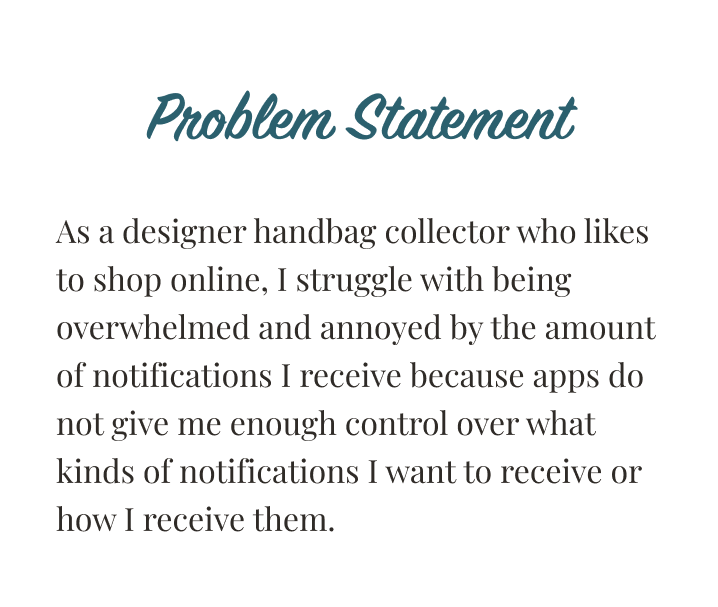 Problem Statement
As a designer handbag collector who likes
to shop online, I struggle with being
overwhelmed and annoyed by the amount
of notifications I receive because apps do
not give me enough control over what
kinds of notifications I want to receive or
how I receive them.